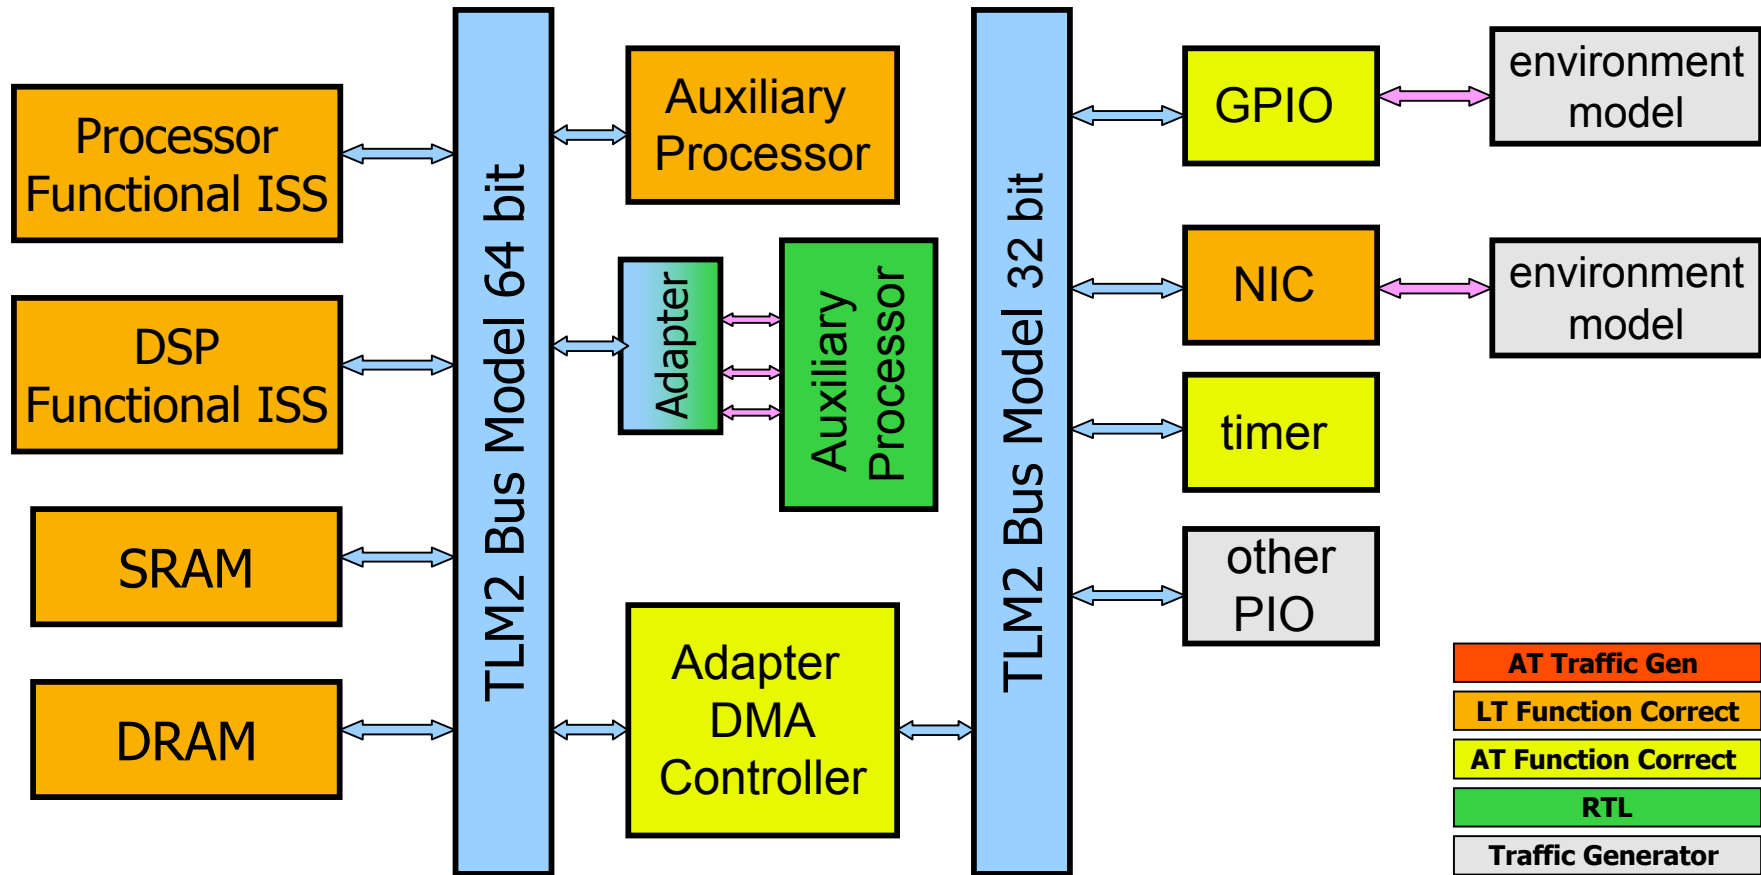 Processor
Functional ISS
DSP
Functional ISS
SRAM
DRAM
TLM2 Bus Model 64 bit
Auxiliary
Processor
Adapter
Auxiliary
Processor
Adapter
DMA
Controller
TLM2 Bus Model 32 bit
GPIO
NIC
timer
other
PIO
environment
model
environment
model
AT Traffic Gen
LT Function Correct
AT Function Correct
RTL
Traffic Generator